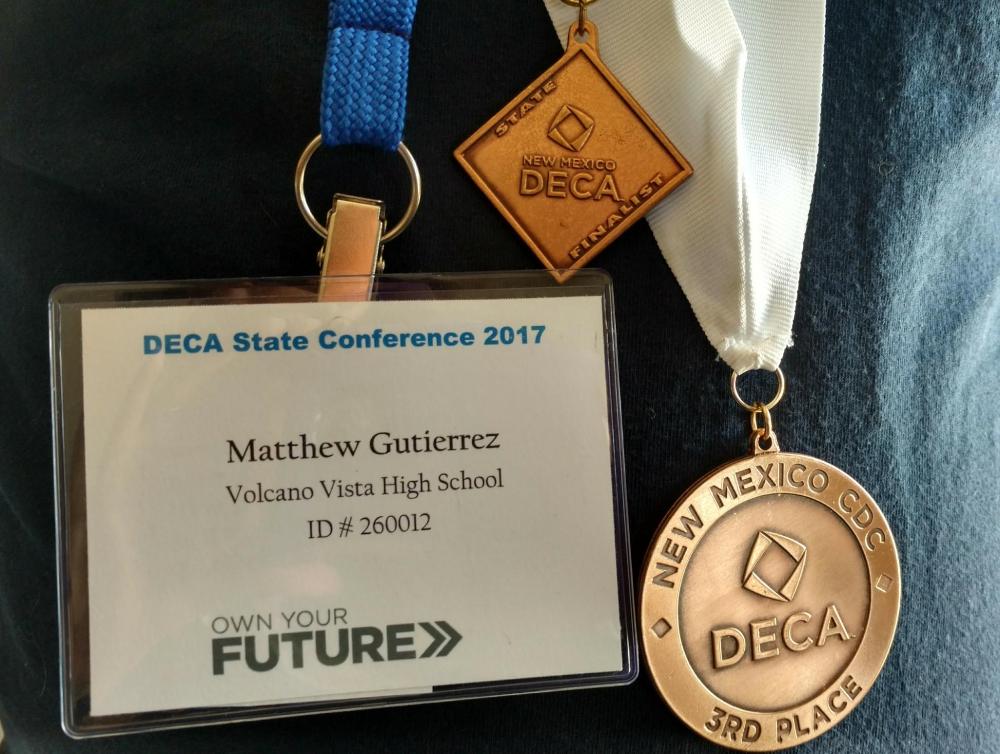 STATE
NEW MEXICO
DECA
FINALIST
DECA State Conference 2017
Matthew Gutierrez
Volcano Vista High School
ID # 260012
OWN YOUR
FUTURE
NEW MEXICO CDC
DECA
3RD PLACE